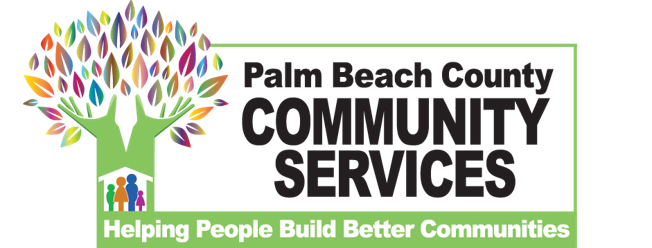 Palm Beach County
COMMUNITY
SERVICES
Helping People Build Better Communities